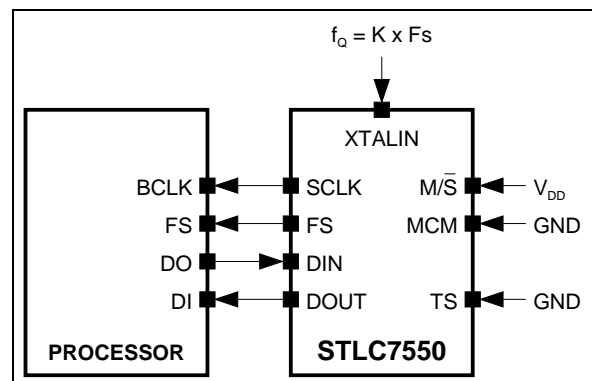 f_Q = K x Fs
XTALIN
BCLK SCLK M/S̅ V_DD
FS FS MCM GND
DO DIN
DI DOUT TS GND
PROCESSOR STLC7550